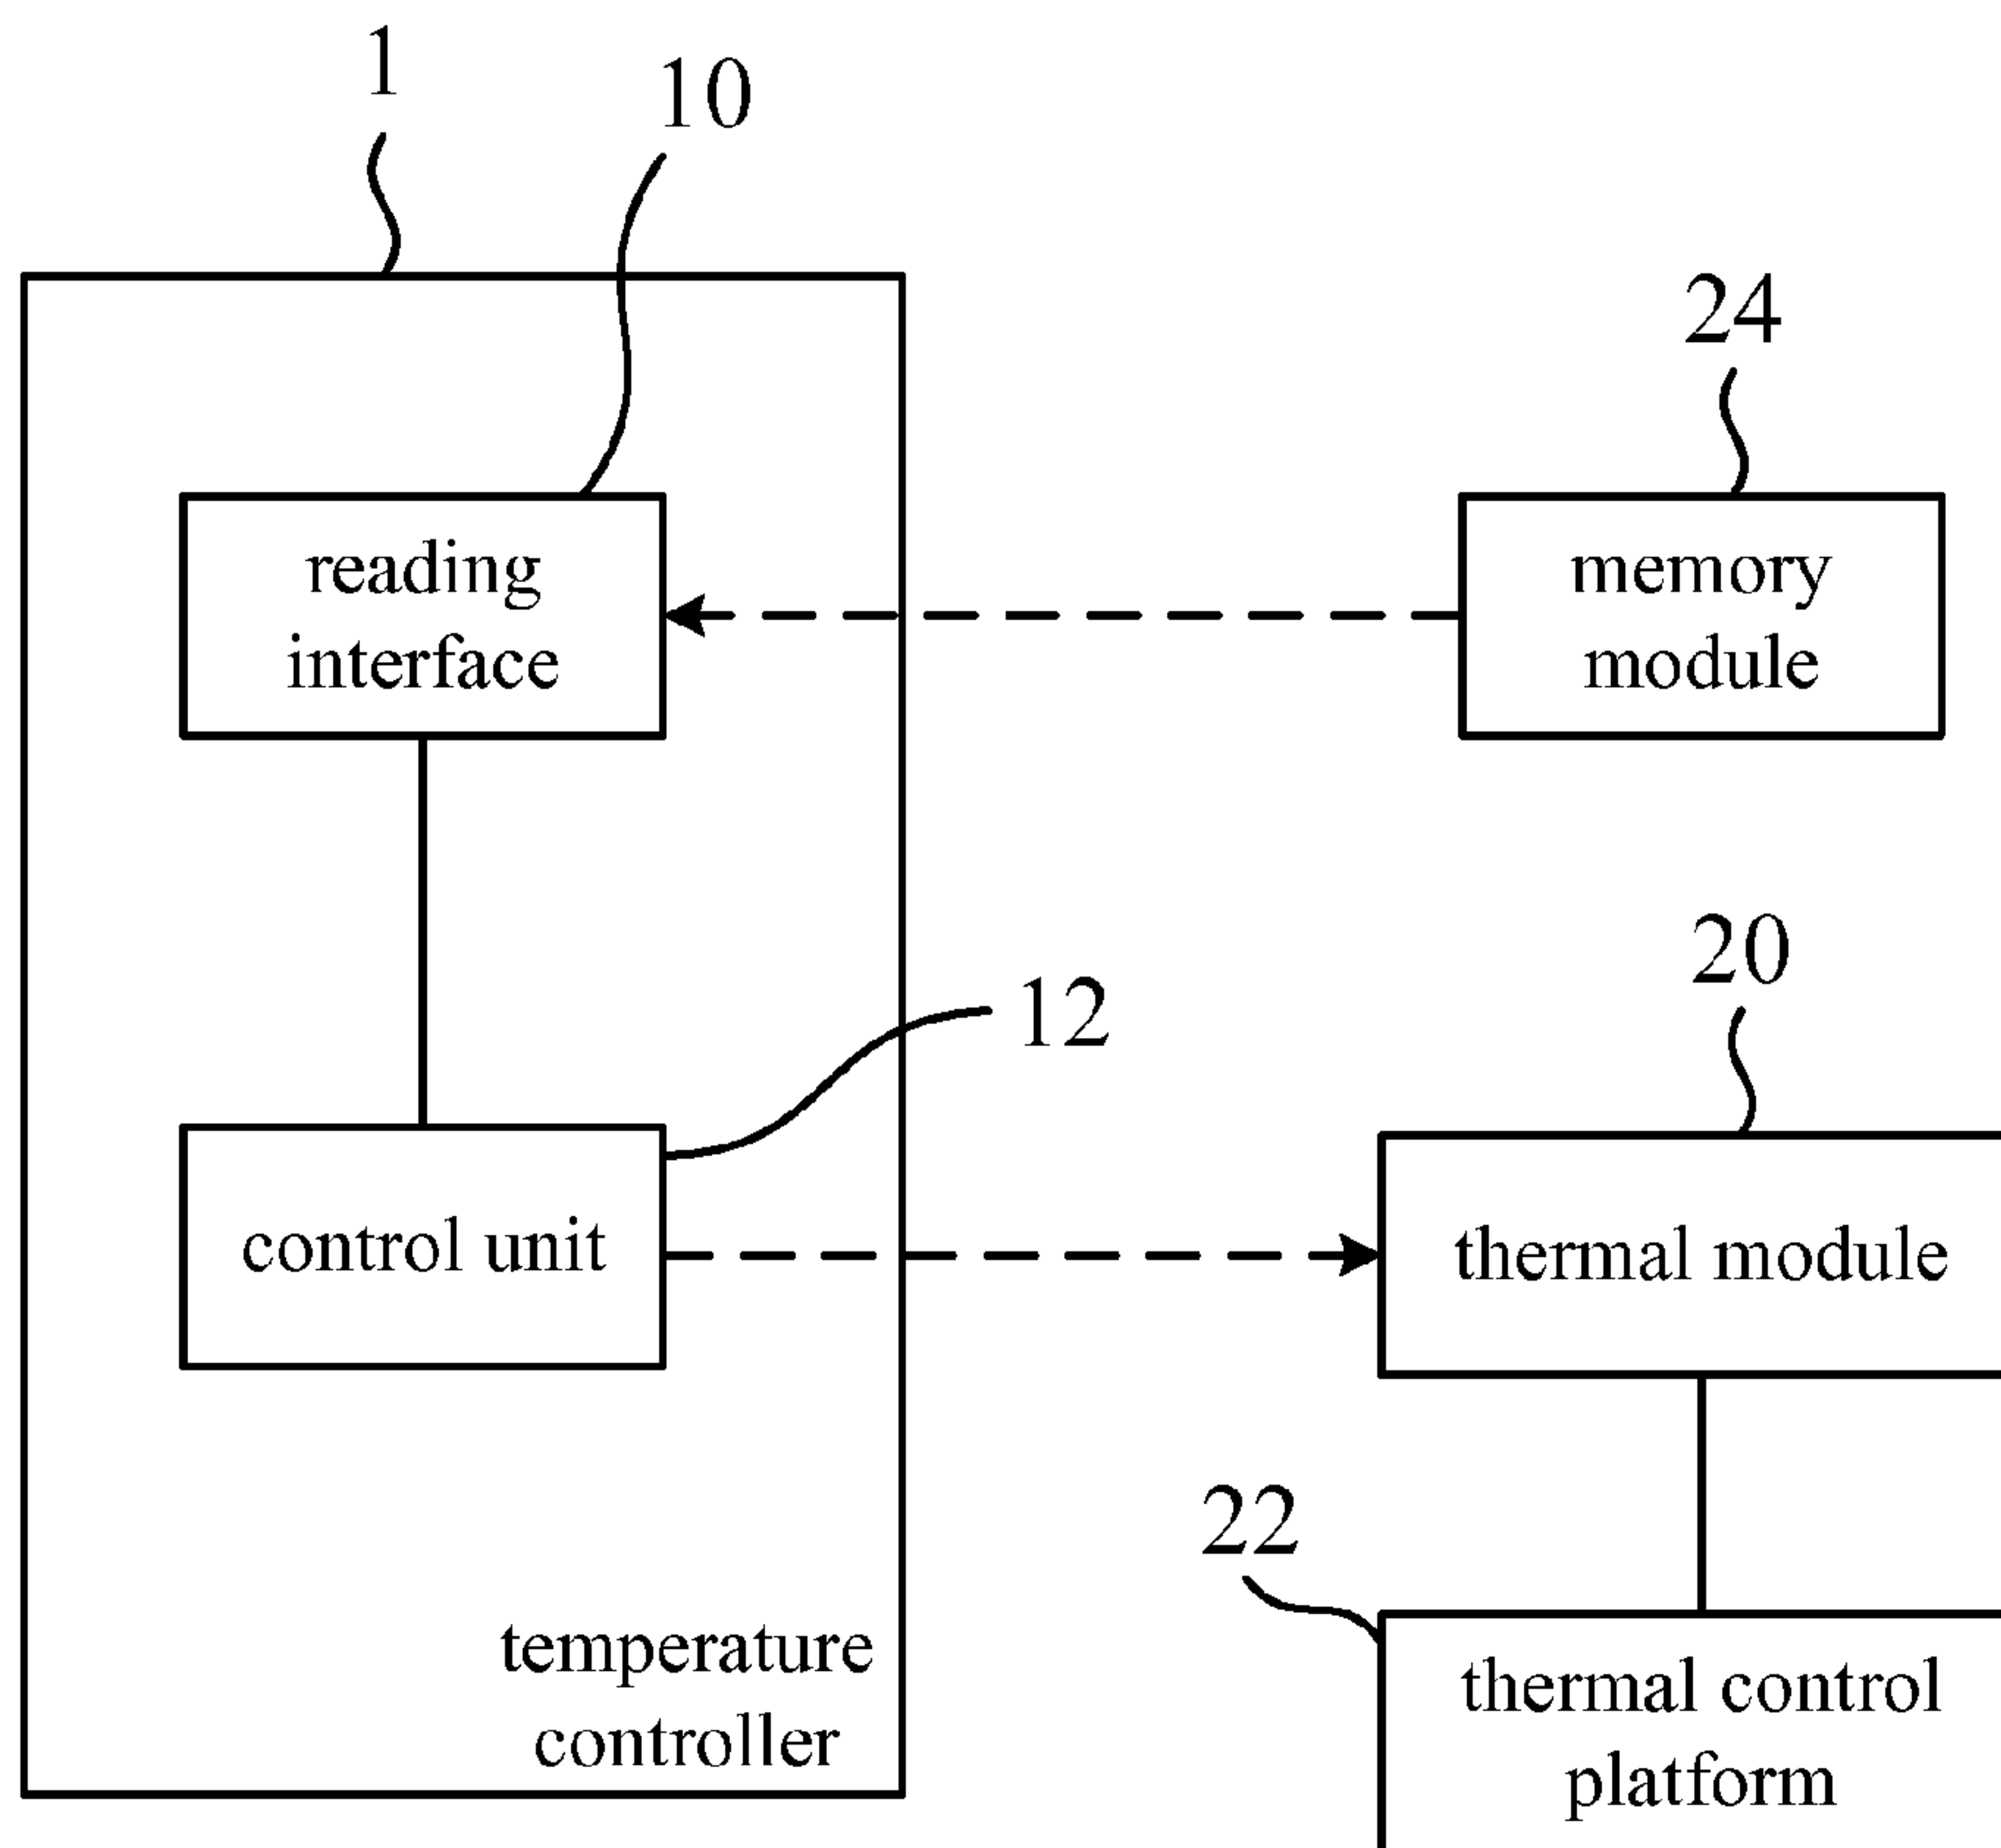 1
10
24
reading
interface
memory
module
20
12
control unit
thermal module
22
temperature
controller
thermal control
platform